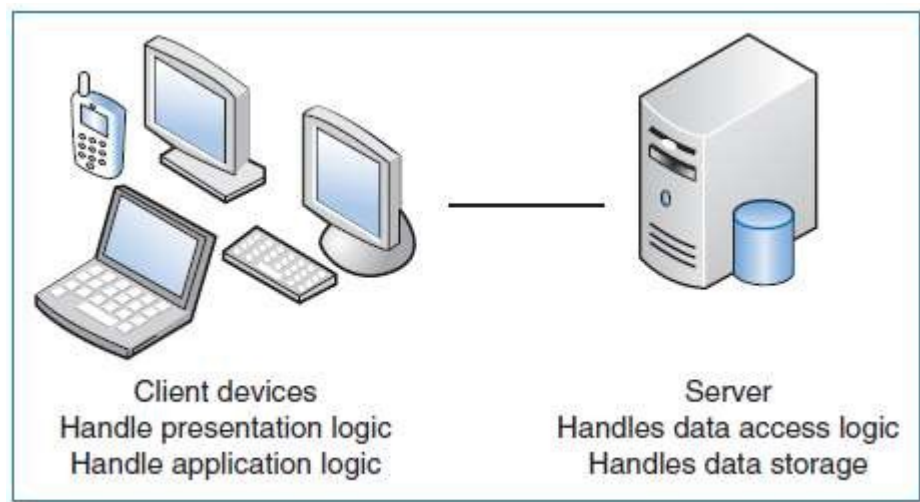 Client devices
Handle presentation logic
Handle application logic
Server
Handles data access logic
Handles data storage